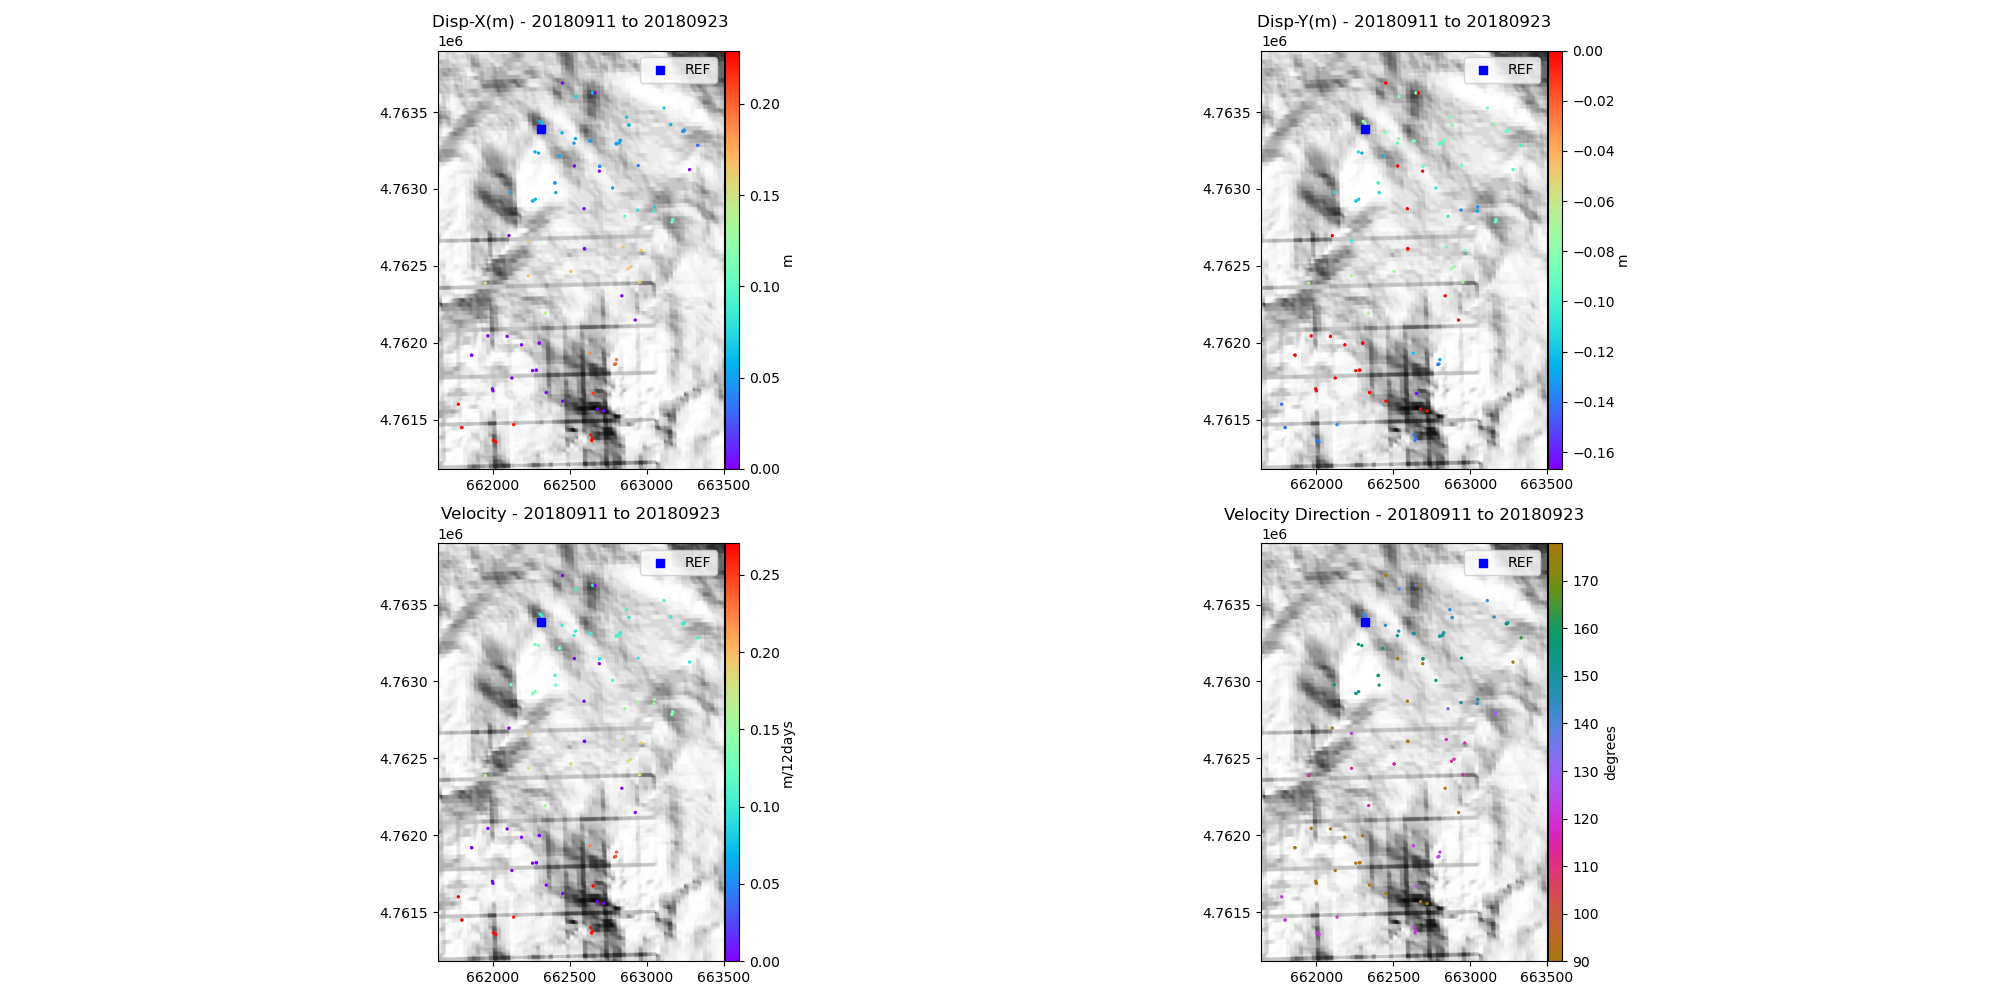 Disp-X(m) - 20180911 to 20180923
1e6
REF
4.7635
4.7630
4.7625
4.7620
4.7615
662000 662500 663000 663500
0.20
0.15
0.10
0.05
0.00
m
Disp-Y(m) - 20180911 to 20180923
1e6
REF
4.7635
4.7630
4.7625
4.7620
4.7615
662000 662500 663000 663500
0.00
−0.02
−0.04
−0.06
−0.08
−0.10
−0.12
−0.14
−0.16
m
Velocity - 20180911 to 20180923
1e6
REF
4.7635
4.7630
4.7625
4.7620
4.7615
662000 662500 663000 663500
0.25
0.20
0.15
0.10
0.05
0.00
m/12days
Velocity Direction - 20180911 to 20180923
1e6
REF
4.7635
4.7630
4.7625
4.7620
4.7615
662000 662500 663000 663500
170
160
150
140
130
120
110
100
90
degrees